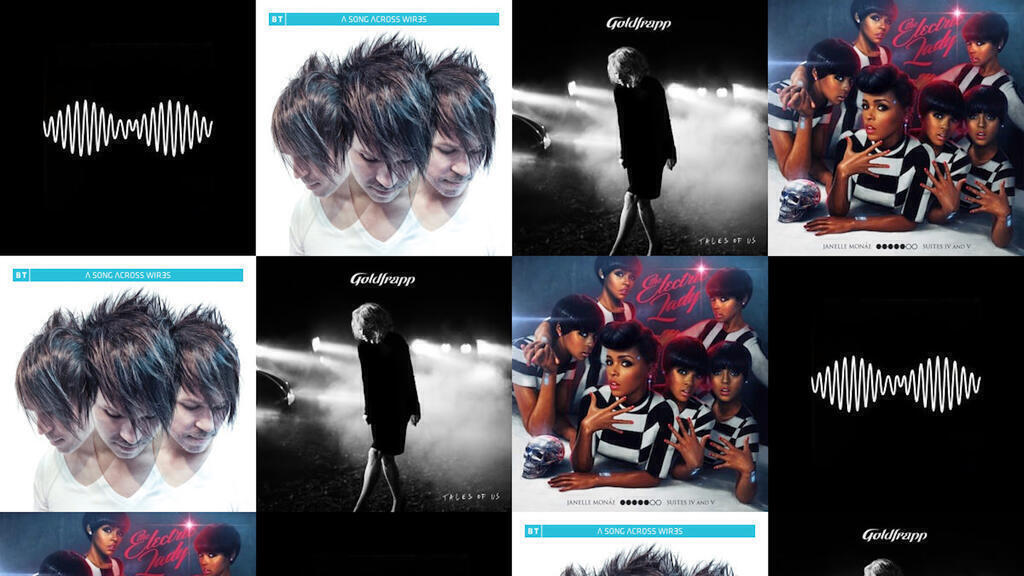 BT A SONG ACROSS WIR3S
Goldfrapp
TALES OF US
The Electric Lady
JANELLE MONÁE SUITES IV AND V
BT A SONG ACROSS WIR3S
Goldfrapp
TALES OF US
The Electric Lady
JANELLE MONÁE SUITES IV AND V
The Electric Lady
BT A SONG ACROSS WIR3S
Goldfrapp